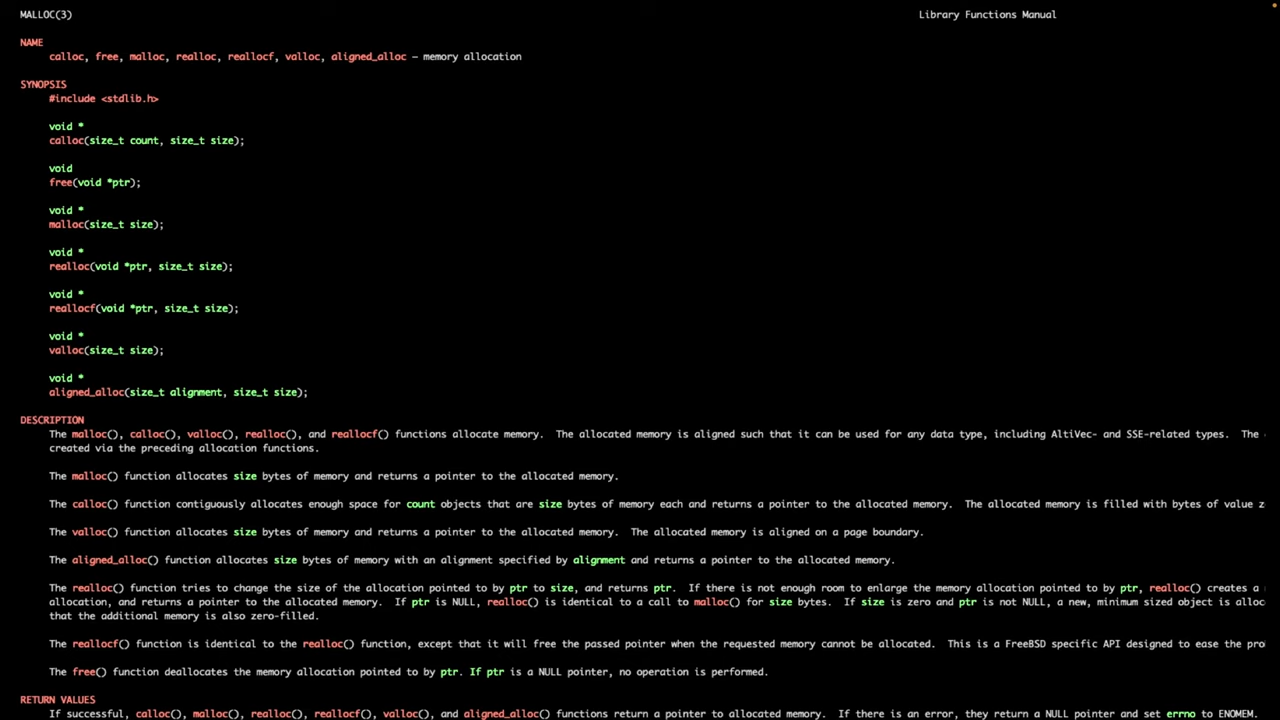 MALLOC(3) Library Functions Manual
NAME
calloc, free, malloc, realloc, reallocf, valloc, aligned_alloc – memory allocation
SYNOPSIS
#include <stdlib.h>
void *
calloc(size_t count, size_t size);
void
free(void *ptr);
void *
malloc(size_t size);
void *
realloc(void *ptr, size_t size);
void *
reallocf(void *ptr, size_t size);
void *
valloc(size_t size);
void *
aligned_alloc(size_t alignment, size_t size);
DESCRIPTION
The malloc(), calloc(), valloc(), realloc(), and reallocf() functions allocate memory. The allocated memory is aligned such that it can be used for any data type, including AltiVec- and SSE-related types. The
created via the preceding allocation functions.
The malloc() function allocates size bytes of memory and returns a pointer to the allocated memory.
The calloc() function contiguously allocates enough space for count objects that are size bytes of memory each and returns a pointer to the allocated memory. The allocated memory is filled with bytes of value z
The valloc() function allocates size bytes of memory and returns a pointer to the allocated memory. The allocated memory is aligned on a page boundary.
The aligned_alloc() function allocates size bytes of memory with an alignment specified by alignment and returns a pointer to the allocated memory.
The realloc() function tries to change the size of the allocation pointed to by ptr to size, and returns ptr. If there is not enough room to enlarge the memory allocation pointed to by ptr, realloc() creates a
allocation, and returns a pointer to the allocated memory. If ptr is NULL, realloc() is identical to a call to malloc() for size bytes. If size is zero and ptr is not NULL, a new, minimum sized object is alloc
that the additional memory is also zero-filled.
The reallocf() function is identical to the realloc() function, except that it will free the passed pointer when the requested memory cannot be allocated. This is a FreeBSD specific API designed to ease the pro
The free() function deallocates the memory allocation pointed to by ptr. If ptr is a NULL pointer, no operation is performed.
RETURN VALUES
If successful, calloc(), malloc(), realloc(), reallocf(), valloc(), and aligned_alloc() functions return a pointer to allocated memory. If there is an error, they return a NULL pointer and set errno to ENOMEM.